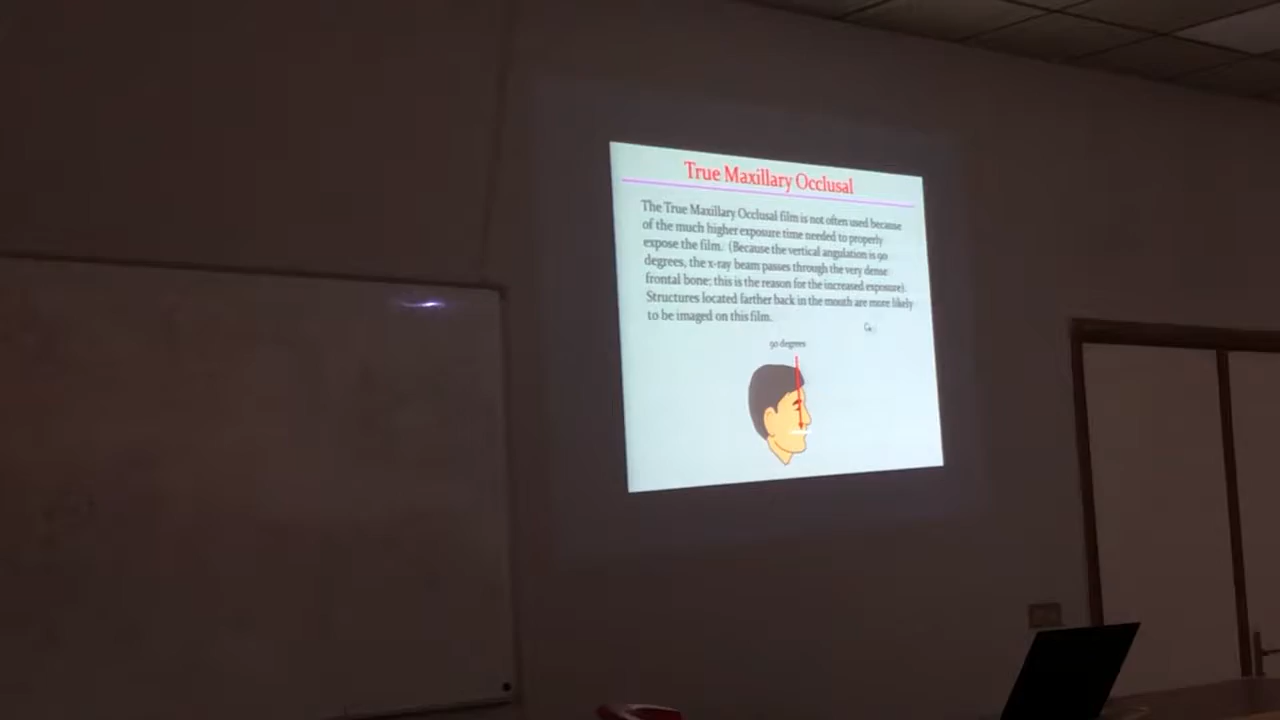 True Maxillary Occlusal
The True Maxillary Occlusal film is not often used because
of the much higher exposure time needed to properly
expose the film. (Because the vertical angulation is 90
degrees, the x-ray beam passes through the very dense
frontal bone; this is the reason for the increased exposure).
Structures located farther back in the mouth are more likely
to be imaged on this film.
90 degrees